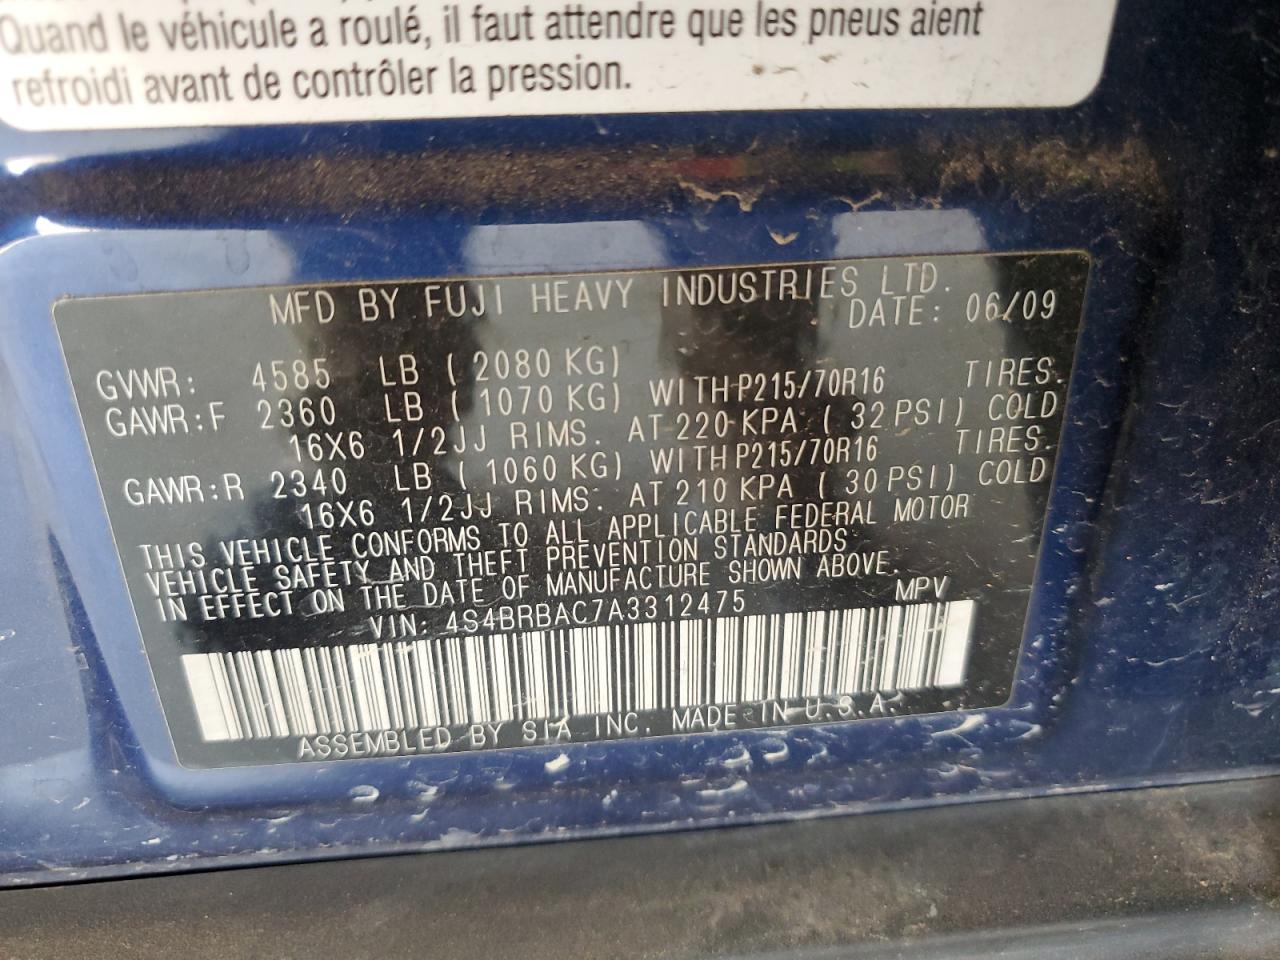 Quand le véhicule a roulé, il faut attendre que les pneus aient
refroidi avant de contrôler la pression.
MFD BY FUJI HEAVY INDUSTRIES LTD.
DATE: 06/09
GVWR: 4585 LB ( 2080 KG)
GAWR:F 2360 LB ( 1070 KG) WITH P215/70R16 TIRES.
16X6 1/2JJ RIMS. AT 220 KPA ( 32 PSI) COLD
GAWR:R 2340 LB ( 1060 KG) WITH P215/70R16 TIRES.
16X6 1/2JJ RIMS. AT 210 KPA ( 30 PSI) COLD
THIS VEHICLE CONFORMS TO ALL APPLICABLE FEDERAL MOTOR
VEHICLE SAFETY AND THEFT PREVENTION STANDARDS
IN EFFECT ON THE DATE OF MANUFACTURE SHOWN ABOVE.
VIN: 4S4BRBAC7A3312475 MPV
ASSEMBLED BY SIA INC. MADE IN U.S.A.